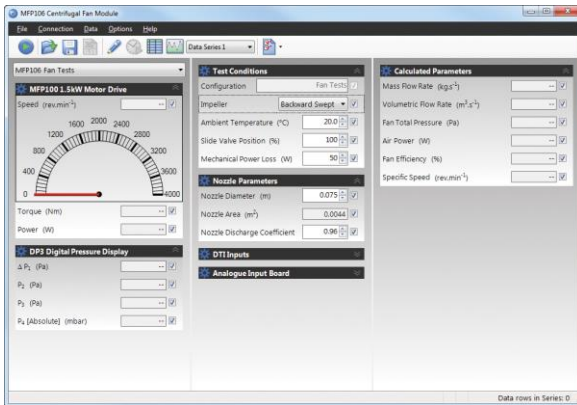 MFP106 Centrifugal Fan Module
File Connection Data Options Help
Data Series 1
MFP106 Fan Tests
MFP100 1.5kW Motor Drive
Speed (rev.min⁻¹) --
0 400 800 1200 1600 2000 2400 2800 3200 3600 4000
Torque (Nm) --
Power (W) --
DP3 Digital Pressure Display
Δ P₁ (Pa) --
P₂ (Pa) --
P₃ (Pa) --
P₄ [Absolute] (mbar) --
Test Conditions
Configuration Fan Tests
Impeller Backward Swept
Ambient Temperature (°C) 20.0
Slide Valve Position (%) 100
Mechanical Power Loss (W) 50
Nozzle Parameters
Nozzle Diameter (m) 0.075
Nozzle Area (m²) 0.0044
Nozzle Discharge Coefficient 0.96
DTI Inputs
Analogue Input Board
Calculated Parameters
Mass Flow Rate (kg.s⁻¹) --
Volumetric Flow Rate (m³.s⁻¹) --
Fan Total Pressure (Pa) --
Air Power (W) --
Fan Efficiency (%) --
Specific Speed (rev.min⁻¹) --
Data rows in Series: 0